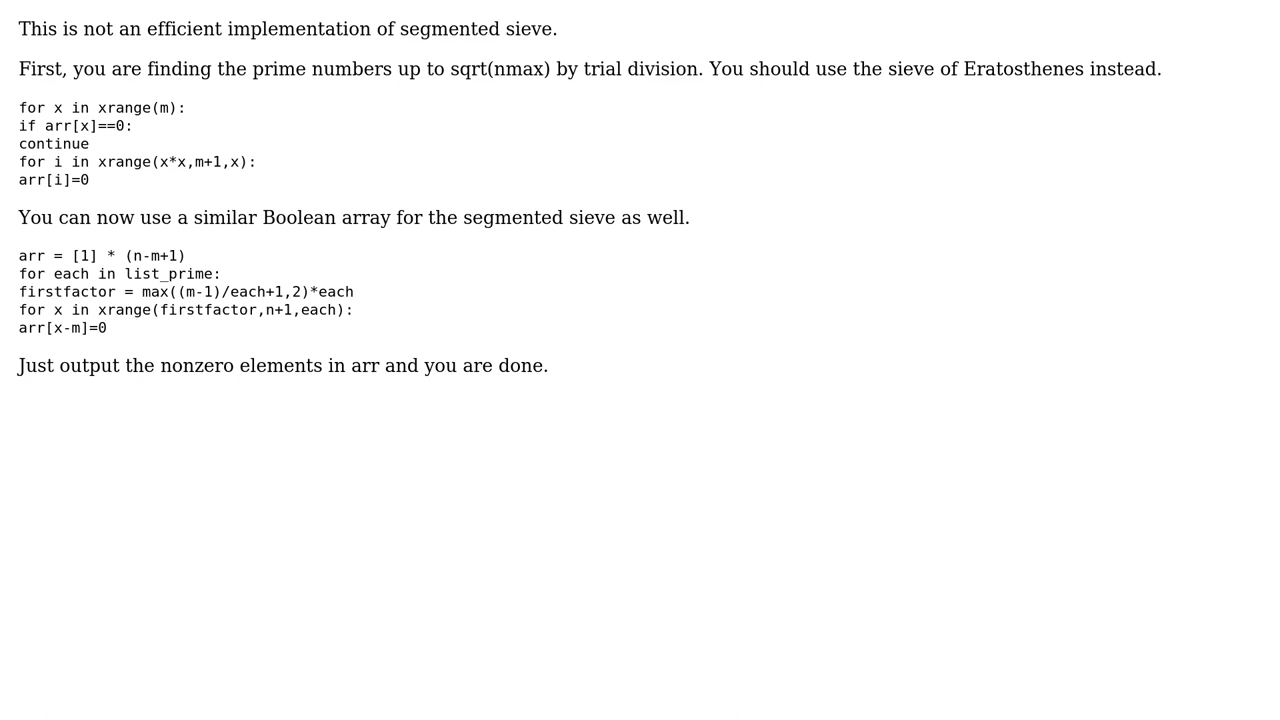 This is not an efficient implementation of segmented sieve.
First, you are finding the prime numbers up to sqrt(nmax) by trial division. You should use the sieve of Eratosthenes instead.
for x in xrange(m):
if arr[x]==0:
continue
for i in xrange(x*x,m+1,x):
arr[i]=0
You can now use a similar Boolean array for the segmented sieve as well.
arr = [1] * (n-m+1)
for each in list_prime:
firstfactor = max((m-1)/each+1,2)*each
for x in xrange(firstfactor,n+1,each):
arr[x-m]=0
Just output the nonzero elements in arr and you are done.